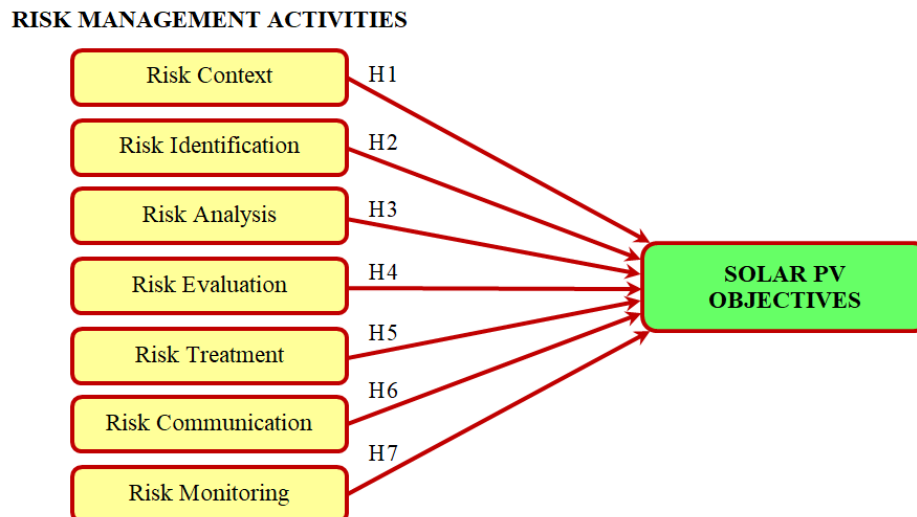 RISK MANAGEMENT ACTIVITIES
Risk Context
H1
Risk Identification
H2
Risk Analysis
H3
Risk Evaluation
H4
Risk Treatment
H5
Risk Communication
H6
Risk Monitoring
H7
SOLAR PV
OBJECTIVES